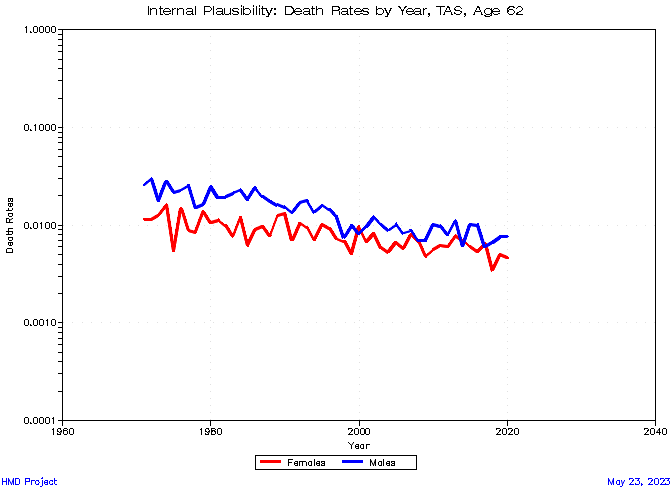 Internal Plausibility: Death Rates by Year, TAS, Age 62
1.0000
0.1000
0.0100
0.0010
0.0001
Death Rates
1960
1980
2000
2020
2040
Year
Females
Males
HMD Project
May 23, 2023